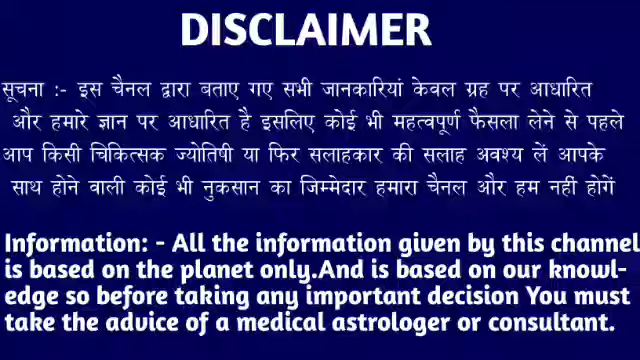 DISCLAIMER
सूचना :- इस चैनल द्वारा बताए गए सभी जानकारियां केवल ग्रह पर आधारित
और हमारे ज्ञान पर आधारित है इसलिए कोई भी महत्वपूर्ण फैसला लेने से पहले
आप किसी चिकित्सक ज्योतिषी या फिर सलाहकार की सलाह अवश्य लें आपके
साथ होने वाली कोई भी नुकसान का जिम्मेदार हमारा चैनल और हम नहीं होगें
Information: - All the information given by this channel
is based on the planet only.And is based on our knowl-
edge so before taking any important decision You must
take the advice of a medical astrologer or consultant.